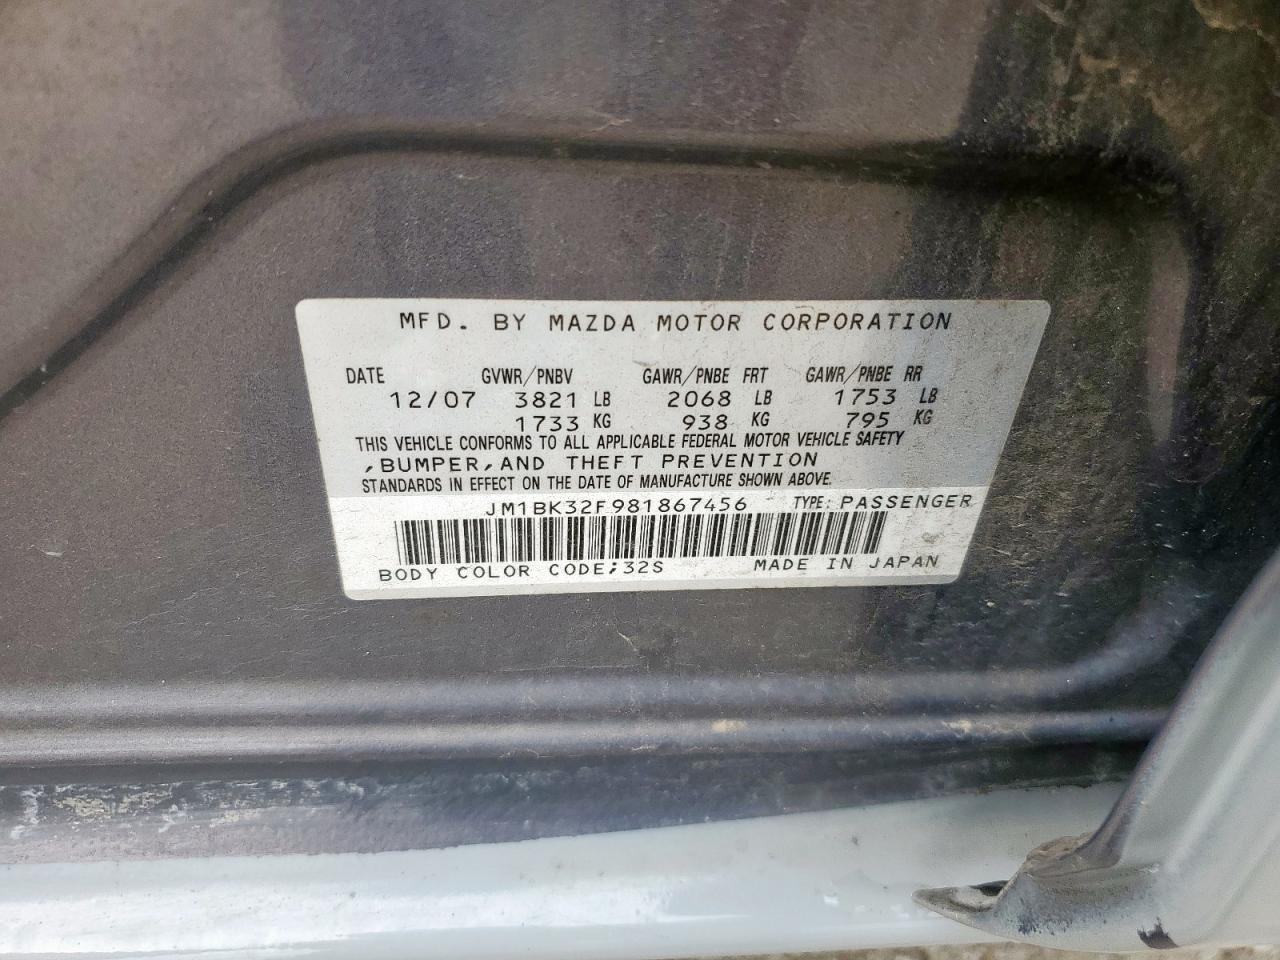 MFD. BY MAZDA MOTOR CORPORATION
DATE GVWR/PNBV GAWR/PNBE FRT GAWR/PNBE RR
12/07 3821 LB 2068 LB 1753 LB
1733 KG 938 KG 795 KG
THIS VEHICLE CONFORMS TO ALL APPLICABLE FEDERAL MOTOR VEHICLE SAFETY
,BUMPER,AND THEFT PREVENTION
STANDARDS IN EFFECT ON THE DATE OF MANUFACTURE SHOWN ABOVE.
JM1BK32F981867456 TYPE: PASSENGER
BODY COLOR CODE;32S MADE IN JAPAN